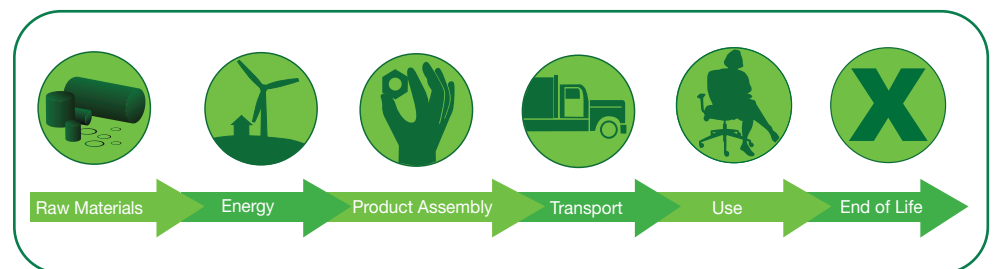 Raw Materials
Energy
Product Assembly
Transport
Use
End of Life